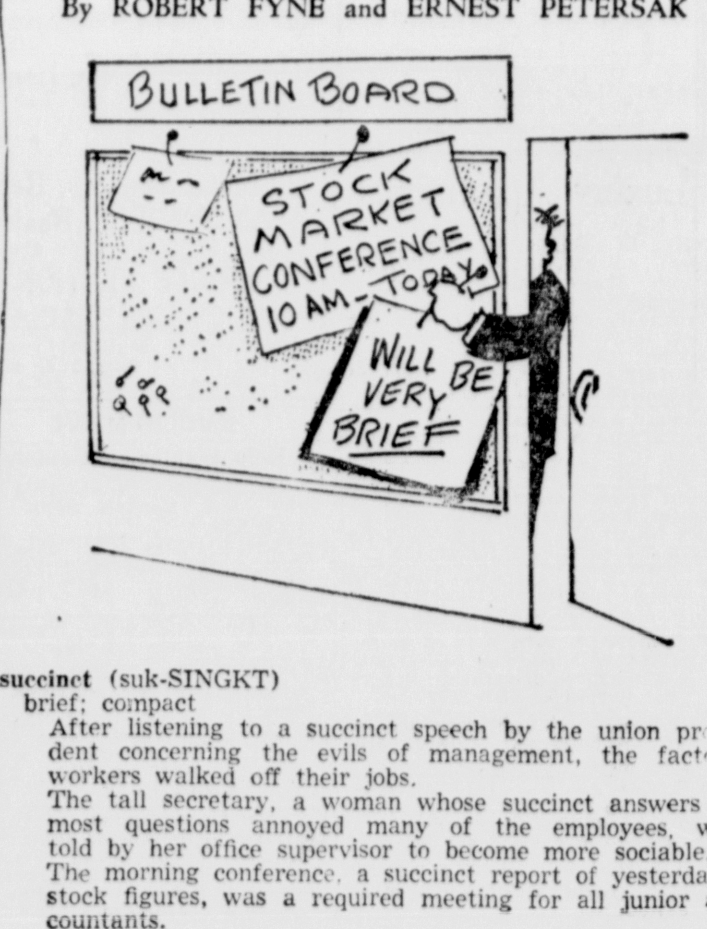 By ROBERT FYNE and ERNEST PETERSAK
BULLETIN BOARD
STOCK
MARKET
CONFERENCE
10 AM - TODAY
WILL BE
VERY
BRIEF
succinct (suk-SINGKT)
brief; compact
After listening to a succinct speech by the union
dent concerning the evils of management, the
workers walked off their jobs.
The tall secretary, a woman whose succinct answers
most questions annoyed many of the employees,
told by her office supervisor to become more sociable
The morning conference, a succinct report of
stock figures, was a required meeting for all junior
countants.